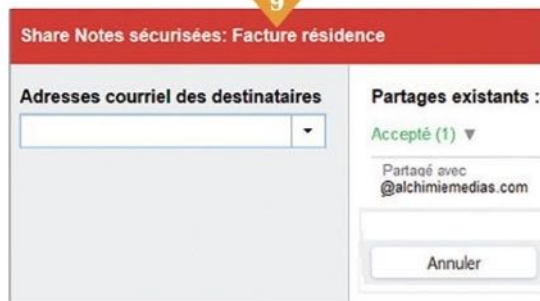 9
Share Notes sécurisées: Facture résidence
Adresses courriel des destinataires
Partages existants :
Accepté (1) ▼
Partagé avec
@alchimiemedias.com
Annuler